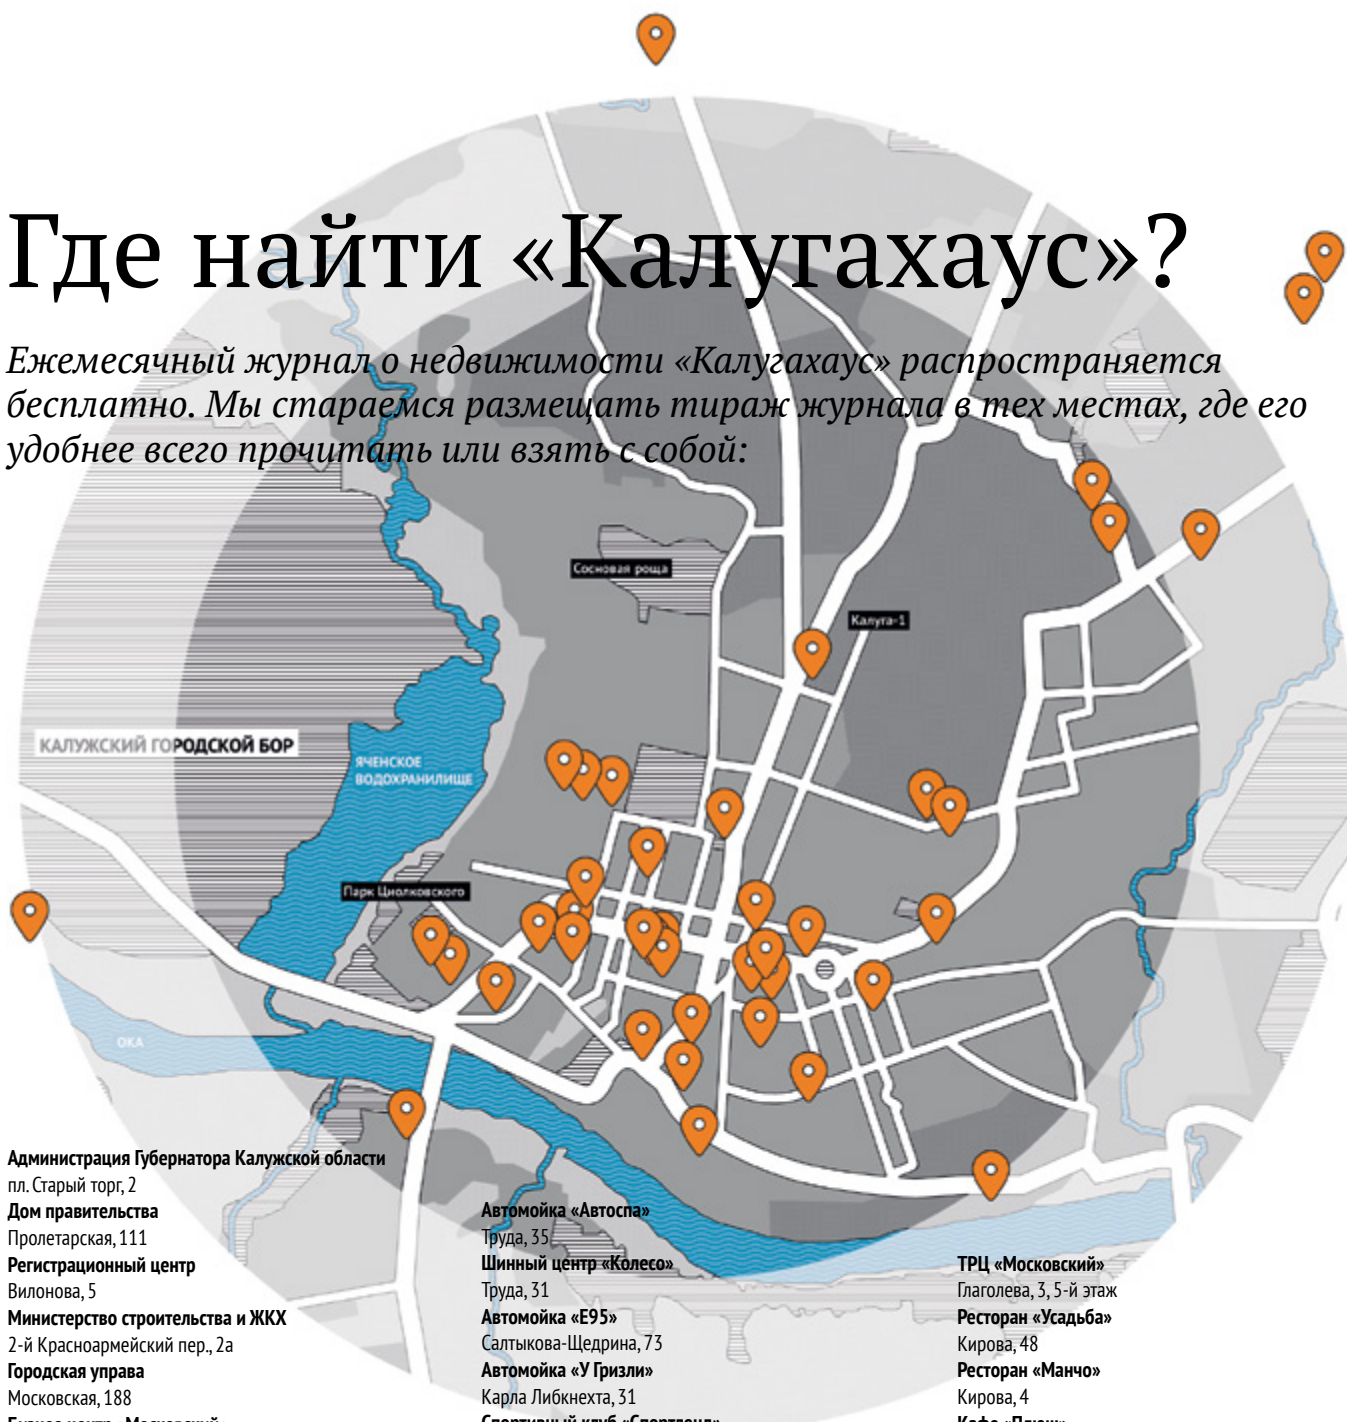 Где найти «Калугахаус»?
Ежемесячный журнал о недвижимости «Калугахаус» распространяется
бесплатно. Мы стараемся размещать тираж журнала в тех местах, где его
удобнее всего прочитать или взять с собой:
Сосновая роща
Калуга-1
КАЛУЖСКИЙ ГОРОДСКОЙ БОР
ЯЧЕНСКОЕ
ВОДОХРАНИЛИЩЕ
Парк Циолковского
ОКА
Администрация Губернатора Калужской области
пл. Старый торг, 2
Дом правительства
Пролетарская, 111
Регистрационный центр
Вилонова, 5
Министерство строительства и ЖКХ
2-й Красноармейский пер., 2а
Городская управа
Московская, 188
Автомойка «Автоспа»
Труда, 35
Шинный центр «Колесо»
Труда, 31
Автомойка «Е95»
Салтыкова-Щедрина, 73
Автомойка «У Гризли»
Карла Либкнехта, 31
ТРЦ «Московский»
Глаголева, 3, 5-й этаж
Ресторан «Усадьба»
Кирова, 48
Ресторан «Манчо»
Кирова, 4